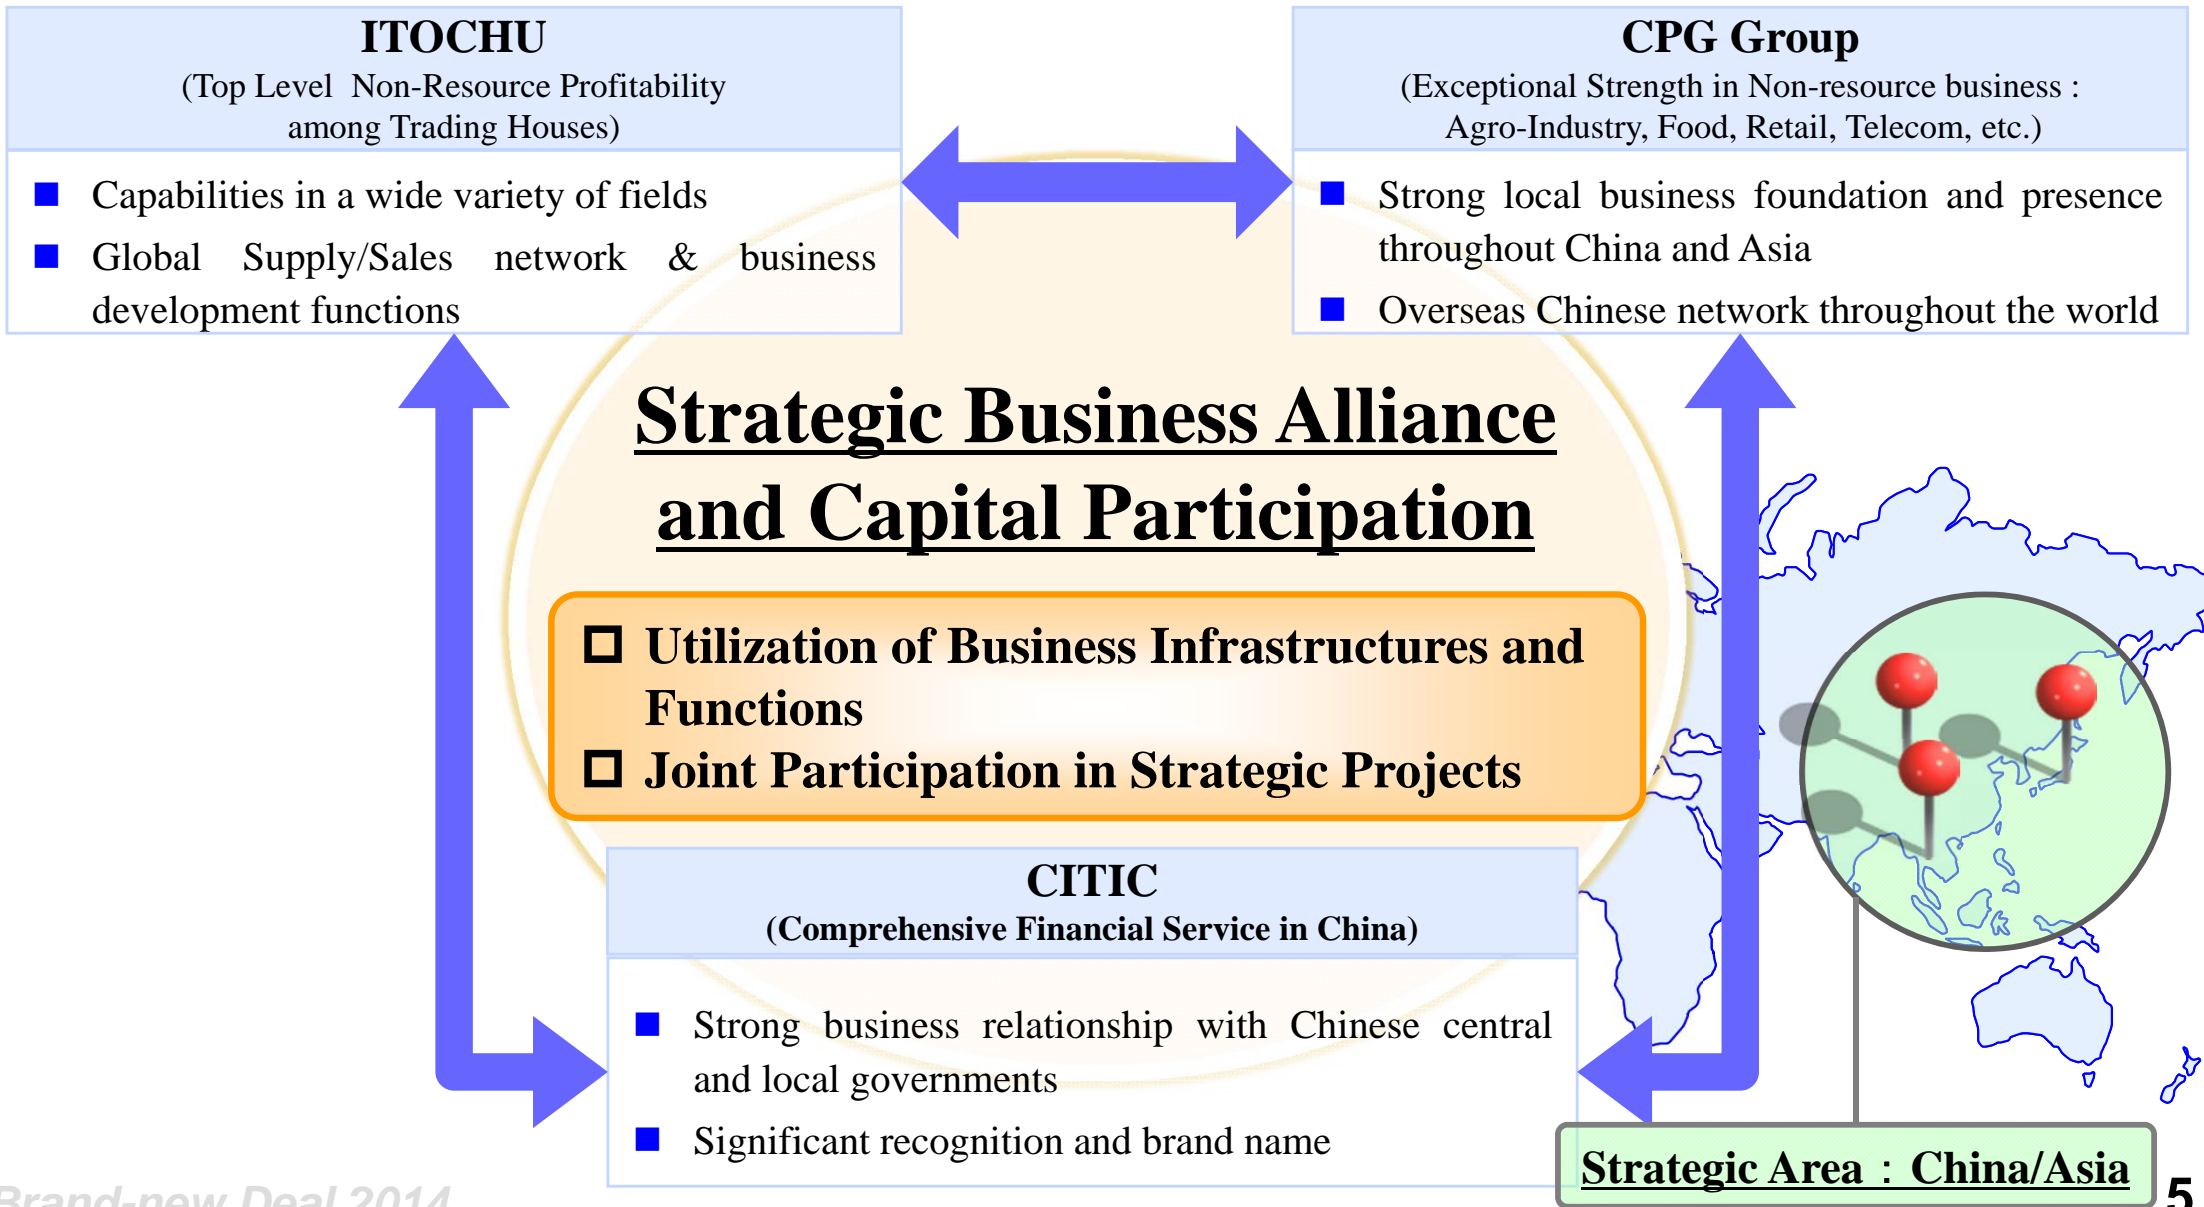 ITOCHU
(Top Level Non-Resource Profitability
among Trading Houses)
Capabilities in a wide variety of fields
Global Supply/Sales network & business
development functions
CPG Group
(Exceptional Strength in Non-resource business :
Agro-Industry, Food, Retail, Telecom, etc.)
Strong local business foundation and presence
throughout China and Asia
Overseas Chinese network throughout the world
Strategic Business Alliance
and Capital Participation
Utilization of Business Infrastructures and
Functions
Joint Participation in Strategic Projects
CITIC
(Comprehensive Financial Service in China)
Strong business relationship with Chinese central
and local governments
Significant recognition and brand name
Strategic Area：China/Asia
Brand-new Deal 2014
5